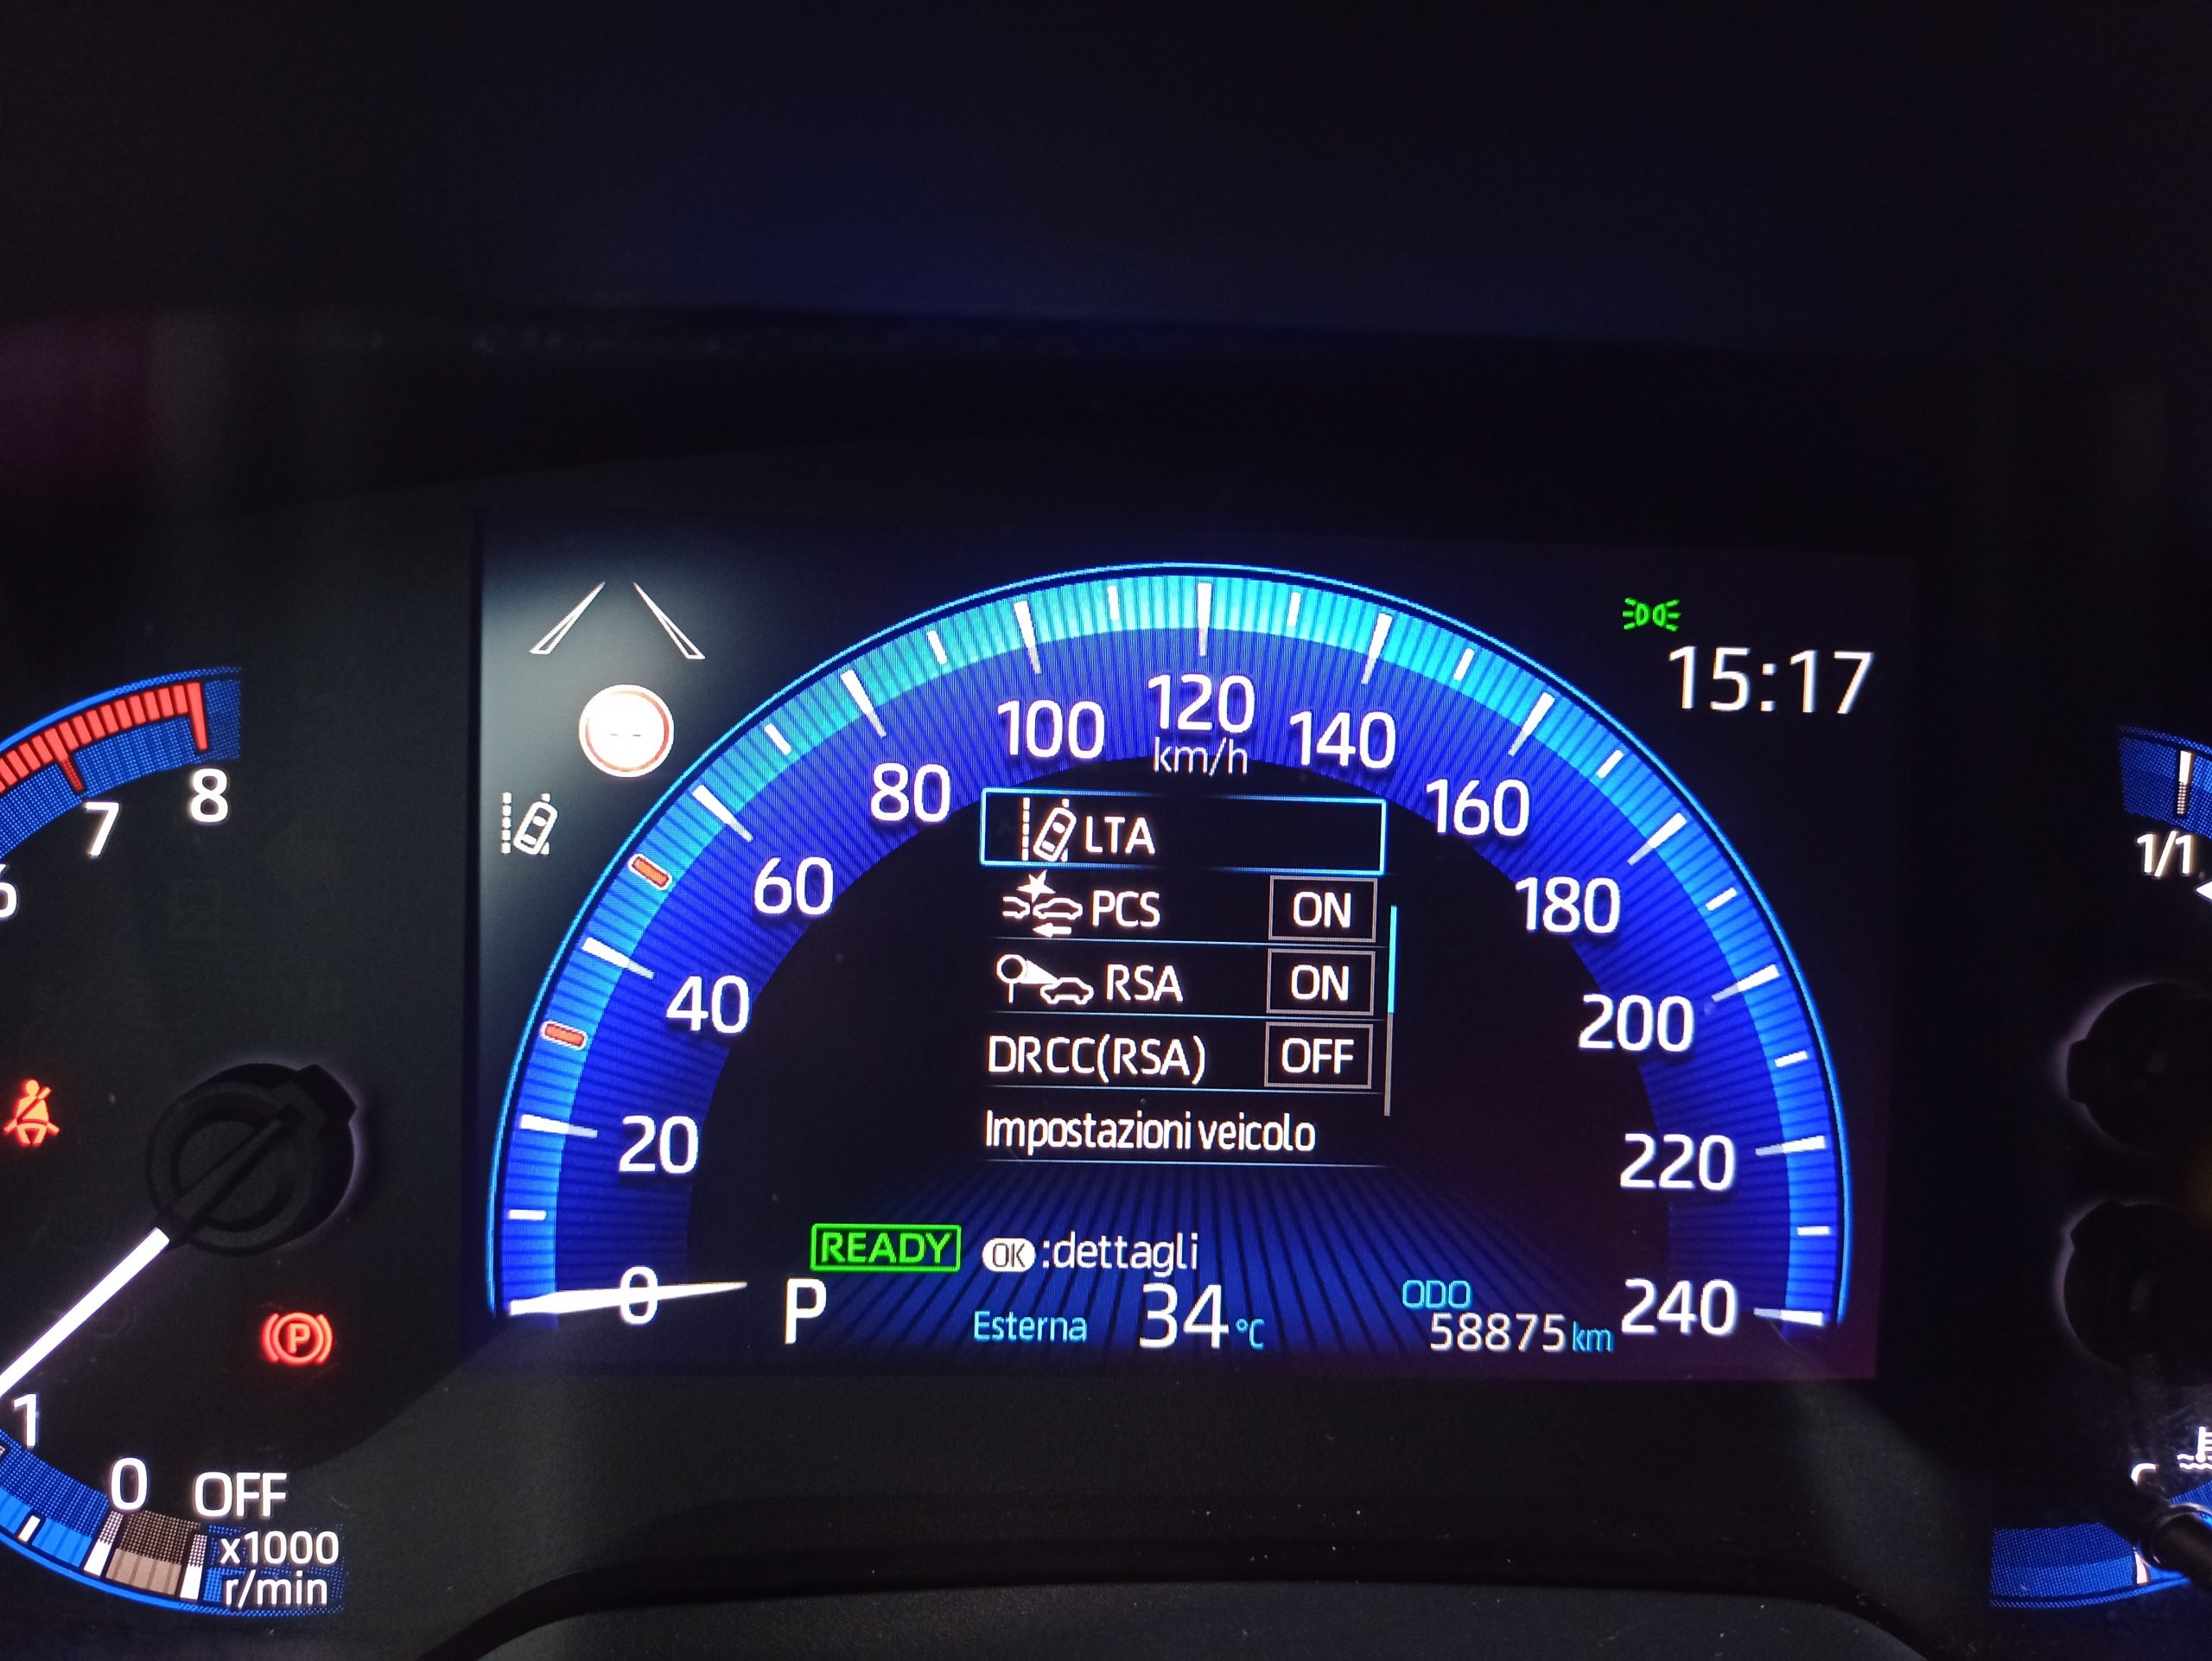 15:17
8
7
6
1
0
OFF
x1000
r/min
P
0
20
40
60
80
100
120
km/h
140
160
180
200
220
240
LTA
PCS ON
RSA ON
DRCC(RSA) OFF
Impostazioni veicolo
READY OK :dettagli
P Esterna 34 °C ODO
58875 km
--
1/1